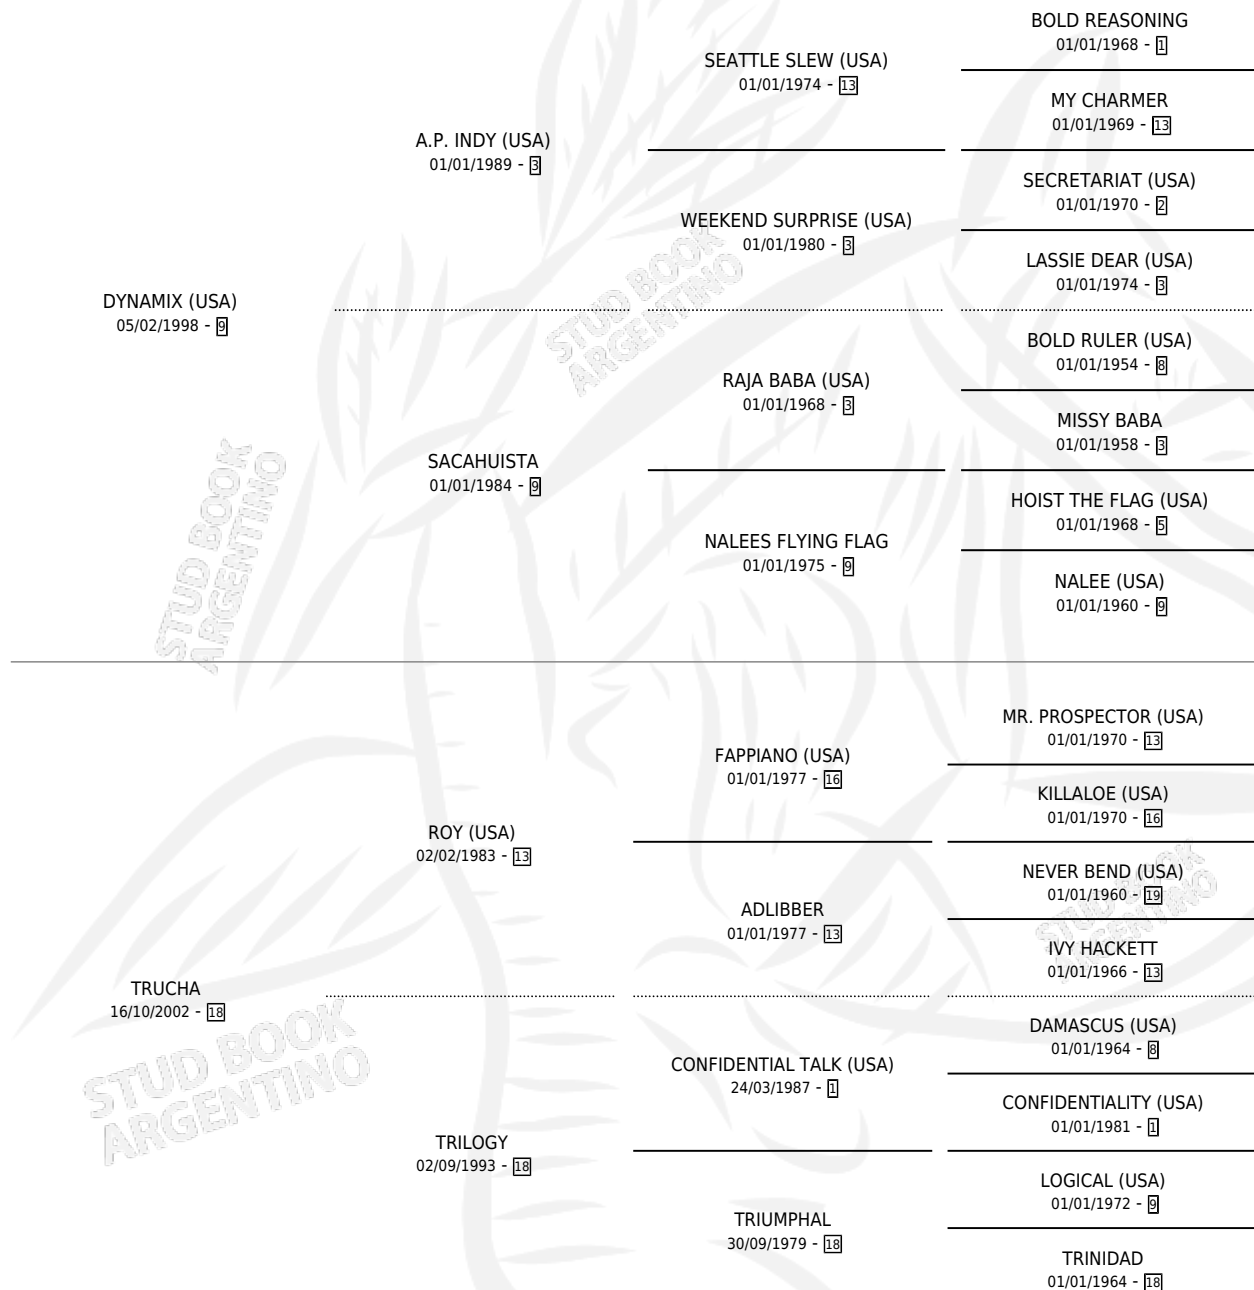 BOLD REASONING
01/01/1968 - 1
SEATTLE SLEW (USA)
01/01/1974 - 13
MY CHARMER
01/01/1969 - 13
A.P. INDY (USA)
01/01/1989 - 3
SECRETARIAT (USA)
01/01/1970 - 2
WEEKEND SURPRISE (USA)
01/01/1980 - 3
LASSIE DEAR (USA)
01/01/1974 - 3
DYNAMIX (USA)
05/02/1998 - 9
BOLD RULER (USA)
01/01/1954 - 8
RAJA BABA (USA)
01/01/1968 - 3
MISSY BABA
01/01/1958 - 3
SACAHUISTA
01/01/1984 - 9
HOIST THE FLAG (USA)
01/01/1968 - 5
NALEES FLYING FLAG
01/01/1975 - 9
NALEE (USA)
01/01/1960 - 9
MR. PROSPECTOR (USA)
01/01/1970 - 13
FAPPIANO (USA)
01/01/1977 - 16
KILLALOE (USA)
01/01/1970 - 16
ROY (USA)
02/02/1983 - 13
NEVER BEND (USA)
01/01/1960 - 19
ADLIBBER
01/01/1977 - 13
IVY HACKETT
01/01/1966 - 13
TRUCHA
16/10/2002 - 18
DAMASCUS (USA)
01/01/1964 - 8
CONFIDENTIAL TALK (USA)
24/03/1987 - 1
CONFIDENTIALITY (USA)
01/01/1981 - 1
TRILOGY
02/09/1993 - 18
LOGICAL (USA)
01/01/1972 - 9
TRIUMPHAL
30/09/1979 - 18
TRINIDAD
01/01/1964 - 18
STUD BOOK
ARGENTINO
STUD BOOK
ARGENTINO
STUD BOOK
ARGENTINO
STUD BOOK
ARGENTINO